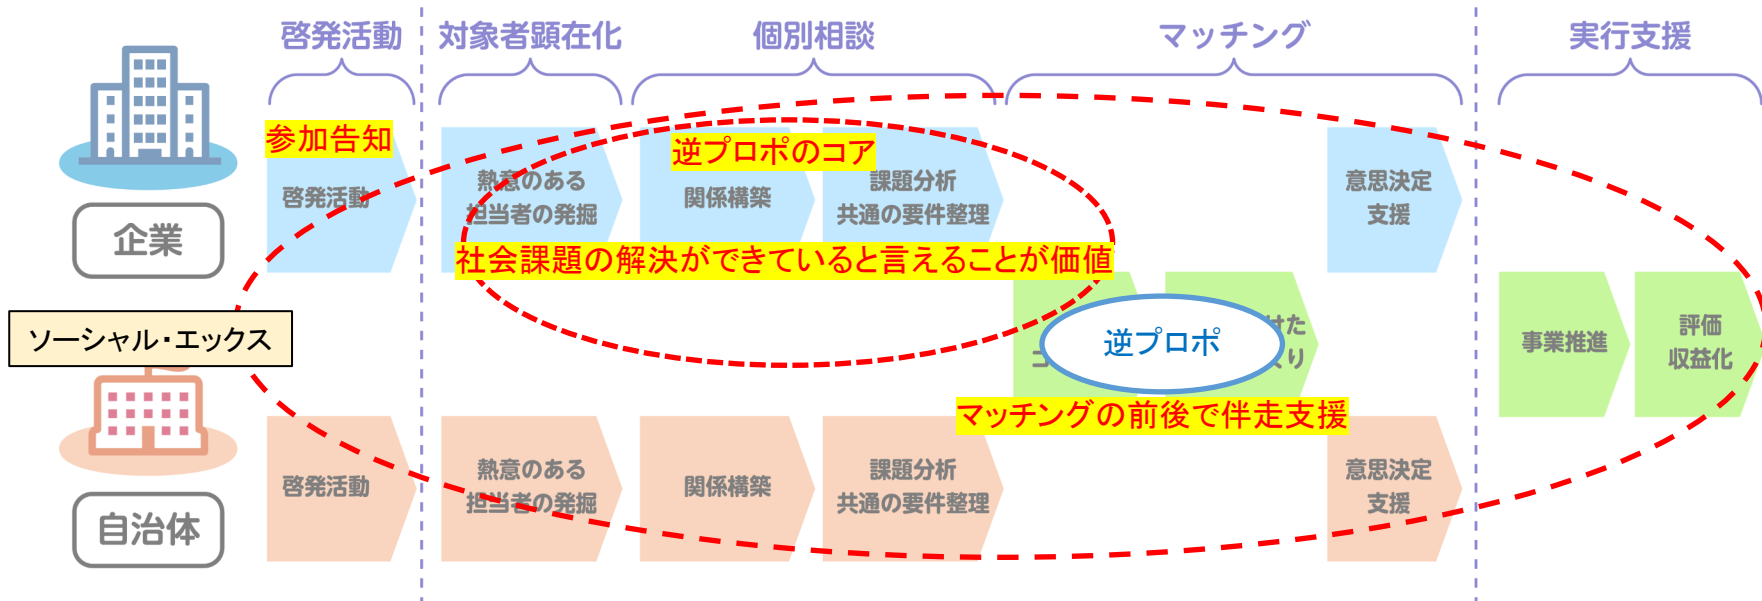 啓発活動
対象者顕在化
個別相談
マッチング
実行支援
参加告知
逆プロポのコア
啓発活動
熱意のある
担当者の発掘
関係構築
課題分析
共通の要件整理
意思決定
支援
企業
社会課題の解決ができていると言えることが価値
ソーシャル・エックス
逆プロポ
けた
コ
り
事業推進
評価
収益化
マッチングの前後で伴走支援
啓発活動
熱意のある
担当者の発掘
関係構築
課題分析
共通の要件整理
意思決定
支援
自治体